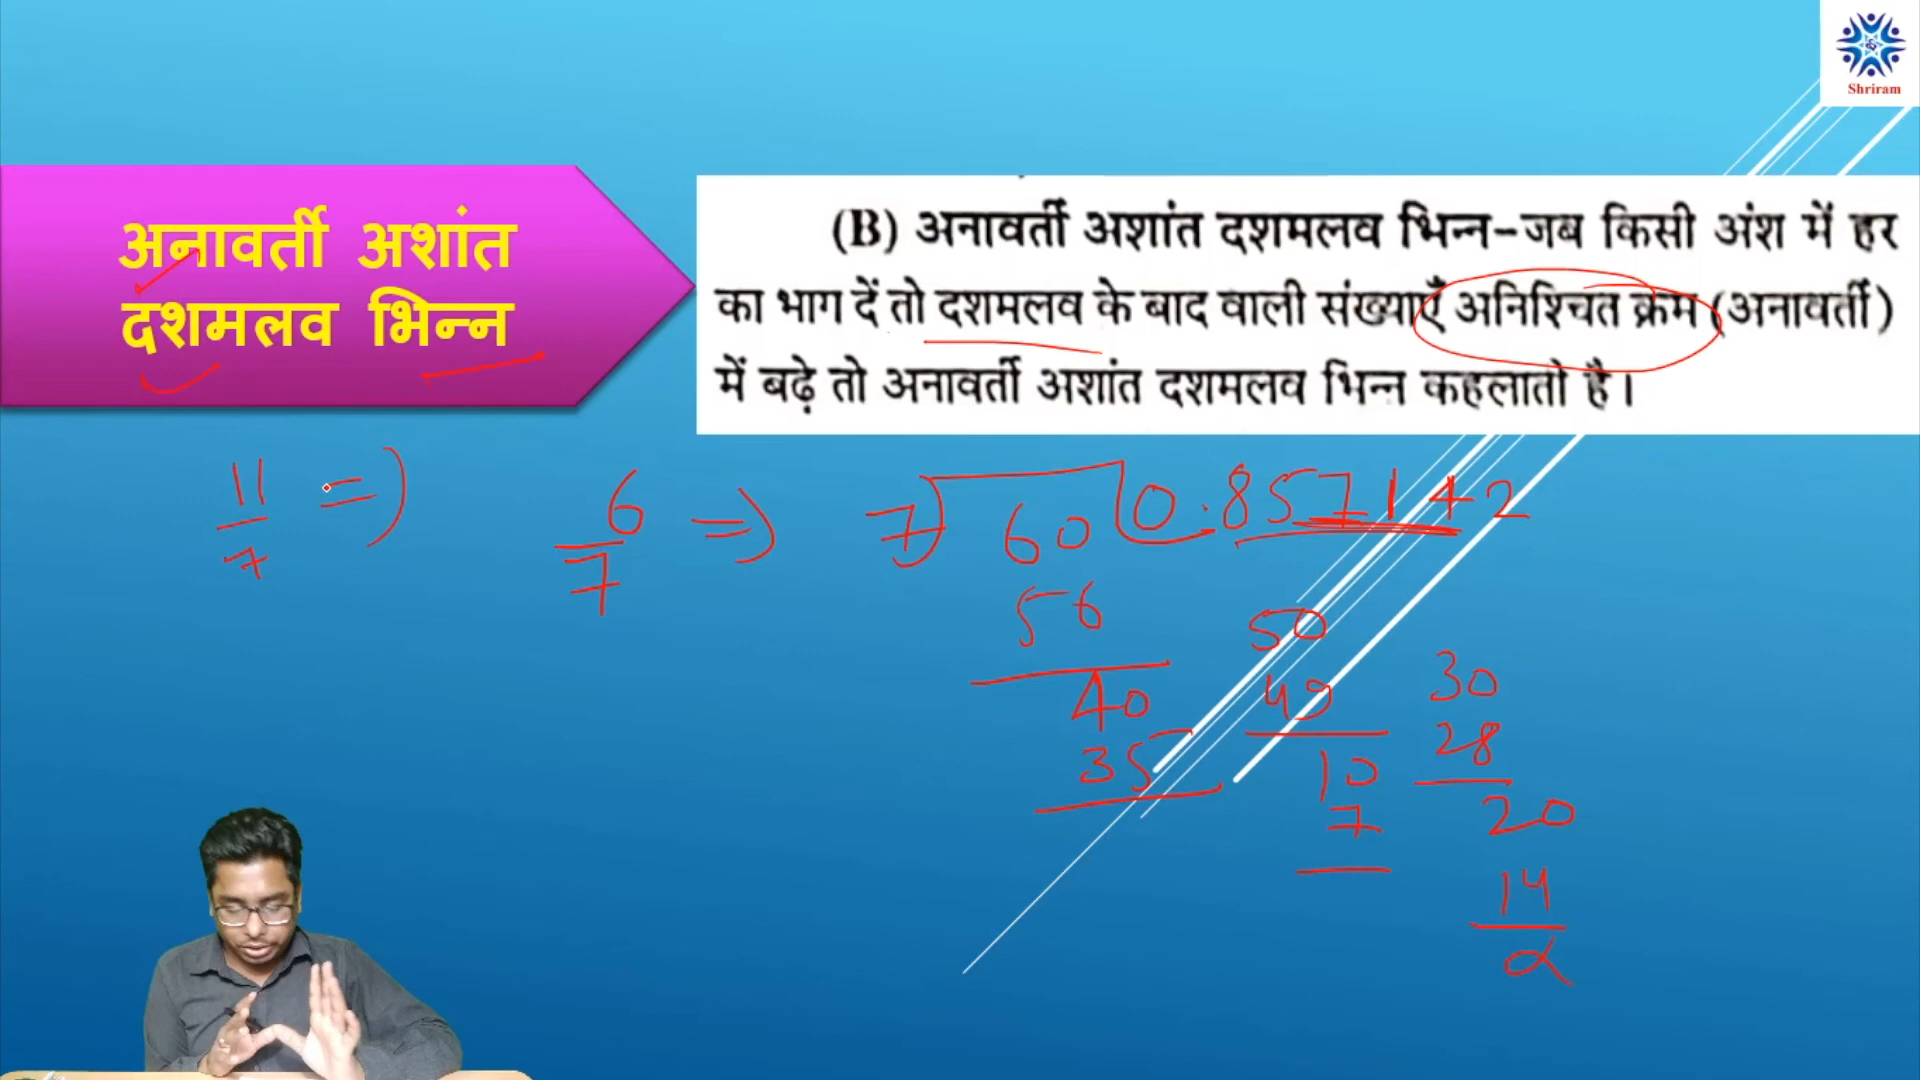 Shriram
अनावर्ती अशांत
दशमलव भिन्न
(B) अनावर्ती अशांत दशमलव भिन्न–जब किसी अंश में हर
का भाग दें तो दशमलव के बाद वाली संख्याएँ अनिश्चित क्रम (अनावर्ती)
में बढ़े तो अनावर्ती अशांत दशमलव भिन्न कहलाती है।
11/7 =>
6/7 => 7 ) 60 ( 0.857142
56
40
35
50
49
10
7
30
28
20
14